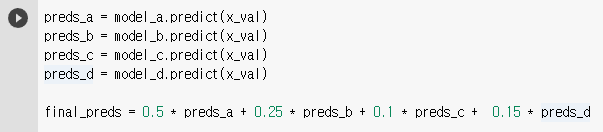 preds_a = model_a.predict(x_val)
preds_b = model_b.predict(x_val)
preds_c = model_c.predict(x_val)
preds_d = model_d.predict(x_val)
final_preds = 0.5 * preds_a + 0.25 * preds_b + 0.1 * preds_c +  0.15 * preds_d